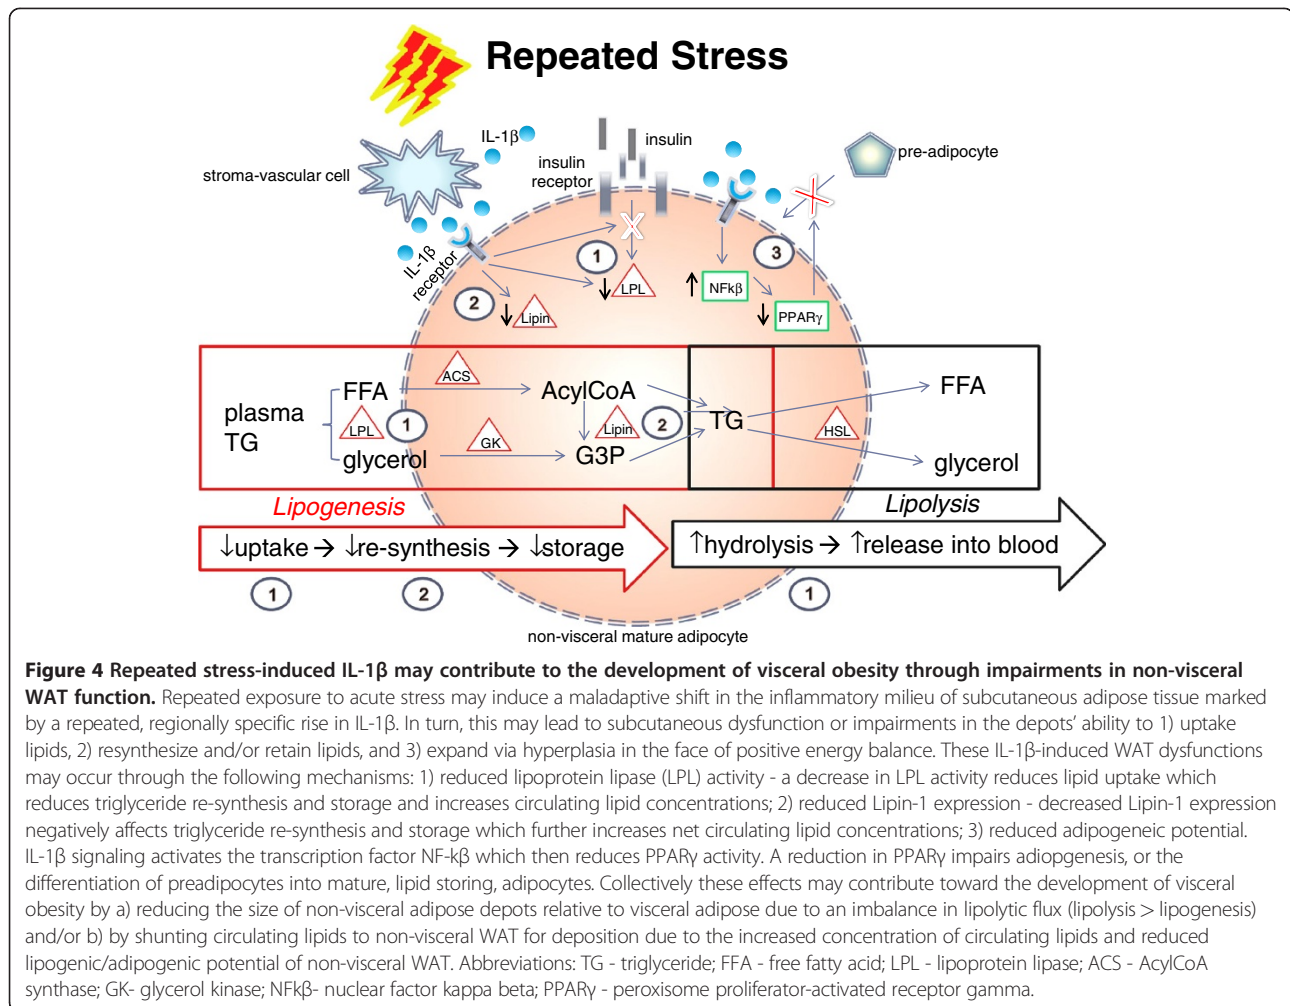 Repeated Stress
IL-1β
insulin
stroma-vascular cell
insulin
receptor
pre-adipocyte
IL-1β
receptor
1
3
2
LPL
NFkβ
Lipin
PPARγ
ACS
FFA
AcylCoA
FFA
plasma
TG
LPL
1
Lipin
2
TG
HSL
GK
glycerol
G3P
glycerol
Lipogenesis
Lipolysis
↓uptake → ↓re-synthesis → ↓storage
↑hydrolysis → ↑release into blood
1
2
1
non-visceral mature adipocyte
Figure 4 Repeated stress-induced IL-1β may contribute to the development of visceral obesity through impairments in non-visceral
WAT function. Repeated exposure to acute stress may induce a maladaptive shift in the inflammatory milieu of subcutaneous adipose tissue marked
by a repeated, regionally specific rise in IL-1β. In turn, this may lead to subcutaneous dysfunction or impairments in the depots’ ability to 1) uptake
lipids, 2) resynthesize and/or retain lipids, and 3) expand via hyperplasia in the face of positive energy balance. These IL-1β-induced WAT dysfunctions
may occur through the following mechanisms: 1) reduced lipoprotein lipase (LPL) activity - a decrease in LPL activity reduces lipid uptake which
reduces triglyceride re-synthesis and storage and increases circulating lipid concentrations; 2) reduced Lipin-1 expression - decreased Lipin-1 expression
negatively affects triglyceride re-synthesis and storage which further increases net circulating lipid concentrations; 3) reduced adipogeneic potential.
IL-1β signaling activates the transcription factor NF-kβ which then reduces PPARγ activity. A reduction in PPARγ impairs adiopgenesis, or the
differentiation of preadipocytes into mature, lipid storing, adipocytes. Collectively these effects may contribute toward the development of visceral
obesity by a) reducing the size of non-visceral adipose depots relative to visceral adipose due to an imbalance in lipolytic flux (lipolysis > lipogenesis)
and/or b) by shunting circulating lipids to non-visceral WAT for deposition due to the increased concentration of circulating lipids and reduced
lipogenic/adipogenic potential of non-visceral WAT. Abbreviations: TG - triglyceride; FFA - free fatty acid; LPL - lipoprotein lipase; ACS - AcylCoA
synthase; GK- glycerol kinase; NFkβ- nuclear factor kappa beta; PPARγ - peroxisome proliferator-activated receptor gamma.